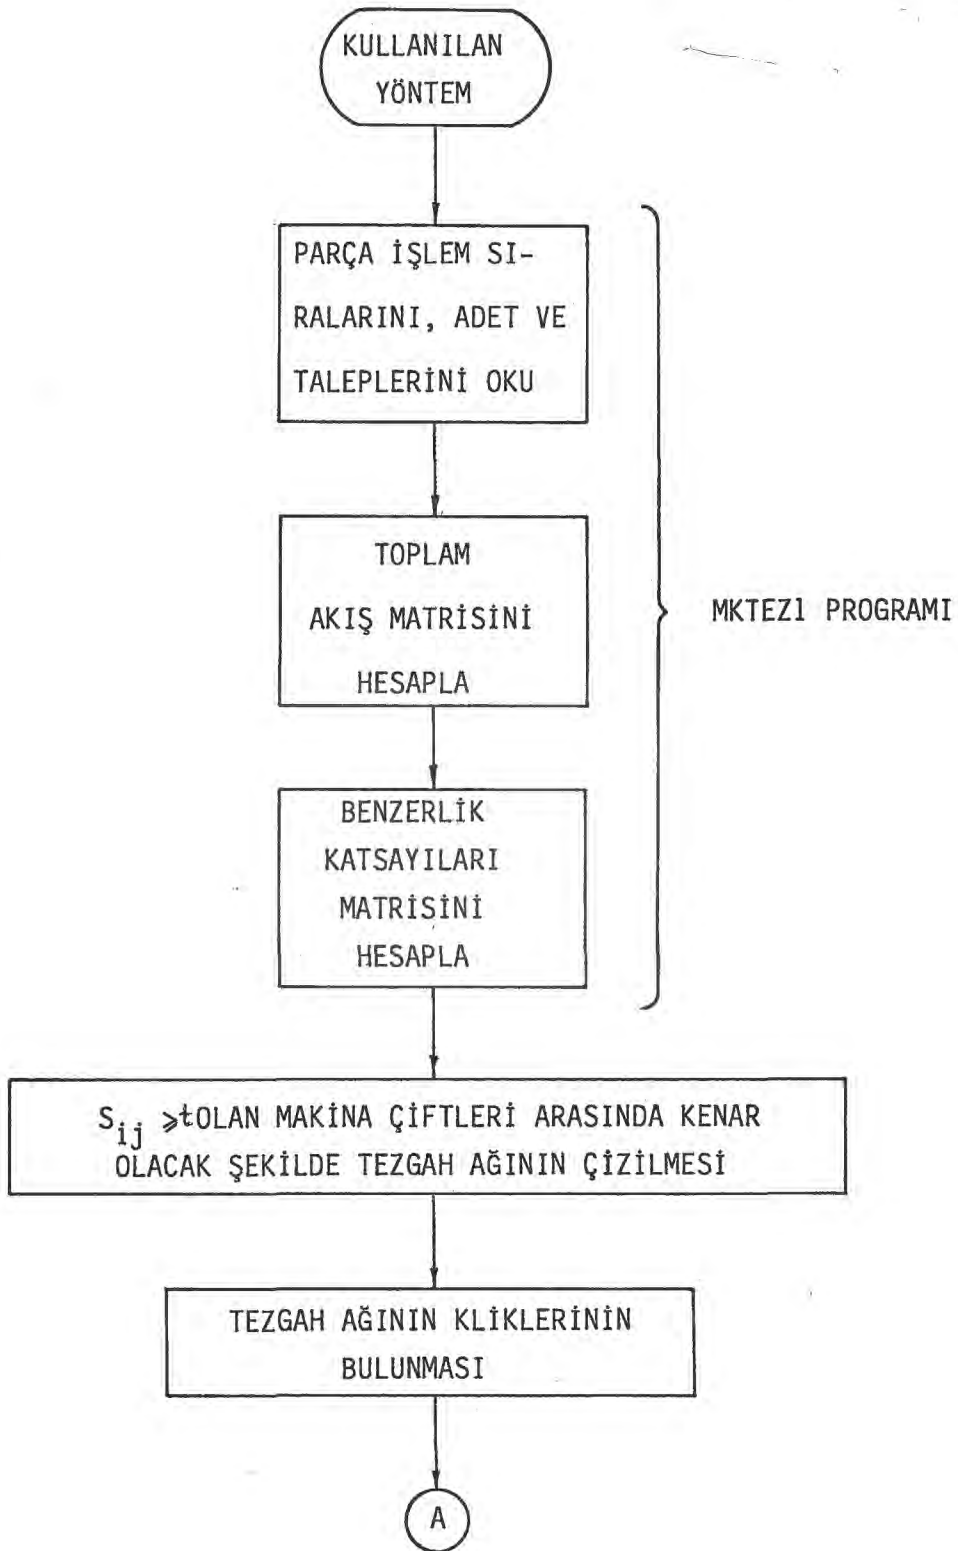 KULLANILAN
YÖNTEM
PARÇA İŞLEM SI-
RALARINI, ADET VE
TALEPLERİNİ OKU
TOPLAM
AKIŞ MATRİSİNİ
HESAPLA
MKTEZ1 PROGRAMI
BENZERLİK
KATSAYILARI
MATRİSİNİ
HESAPLA
S_ij ≥tOLAN MAKİNA ÇİFTLERİ ARASINDA KENAR
OLACAK ŞEKİLDE TEZGAH AĞININ ÇİZİLMESİ
TEZGAH AĞININ KLİKLERİNİN
BULUNMASI
A